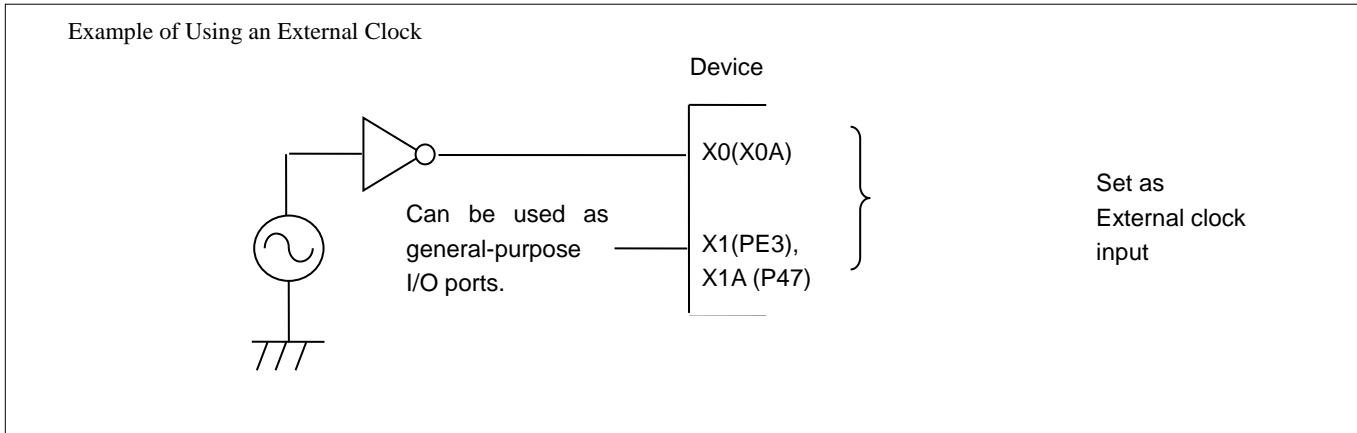 Example of Using an External Clock
Device
X0(X0A)
Can be used as
general-purpose
I/O ports.
X1(PE3),
X1A (P47)
Set as
External clock
input